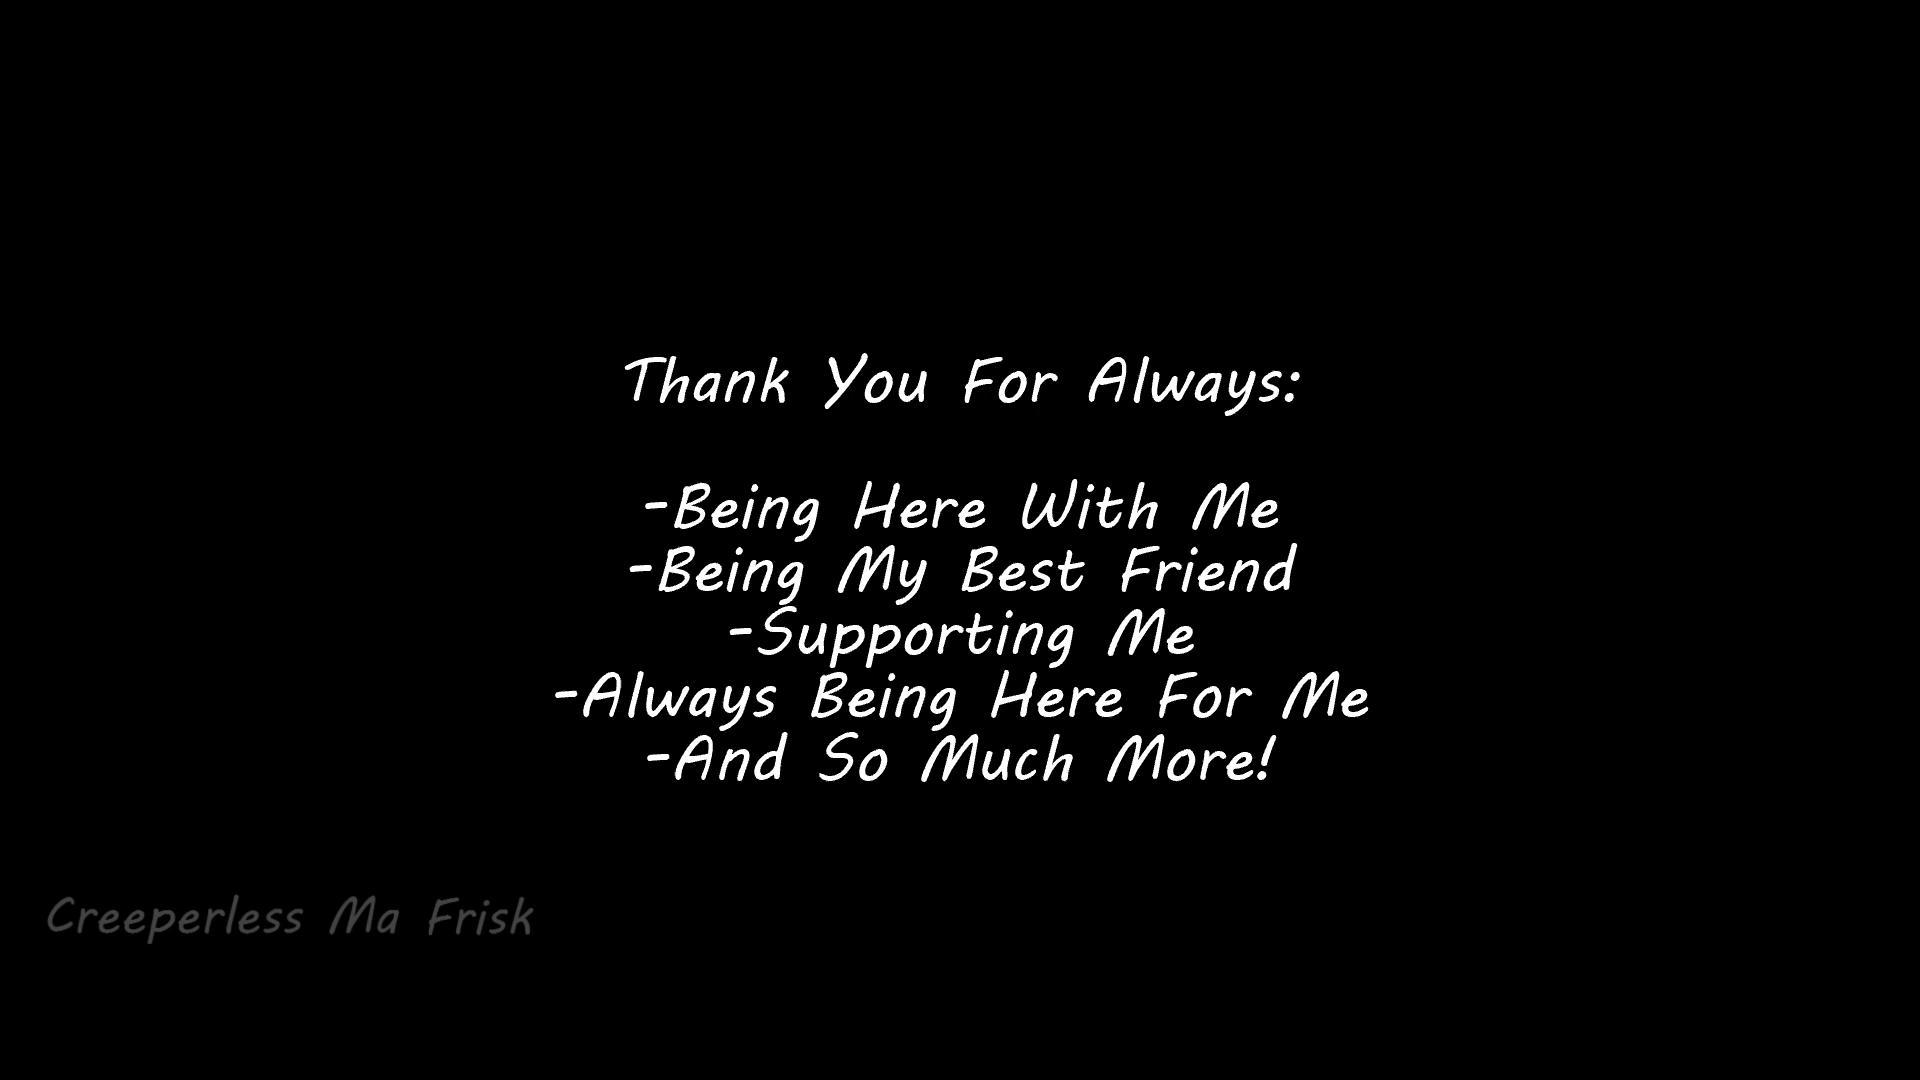 Thank You For Always:
-Being Here With Me
-Being My Best Friend
-Supporting Me
-Always Being Here For Me
-And So Much More!
Creeperless Ma Frisk